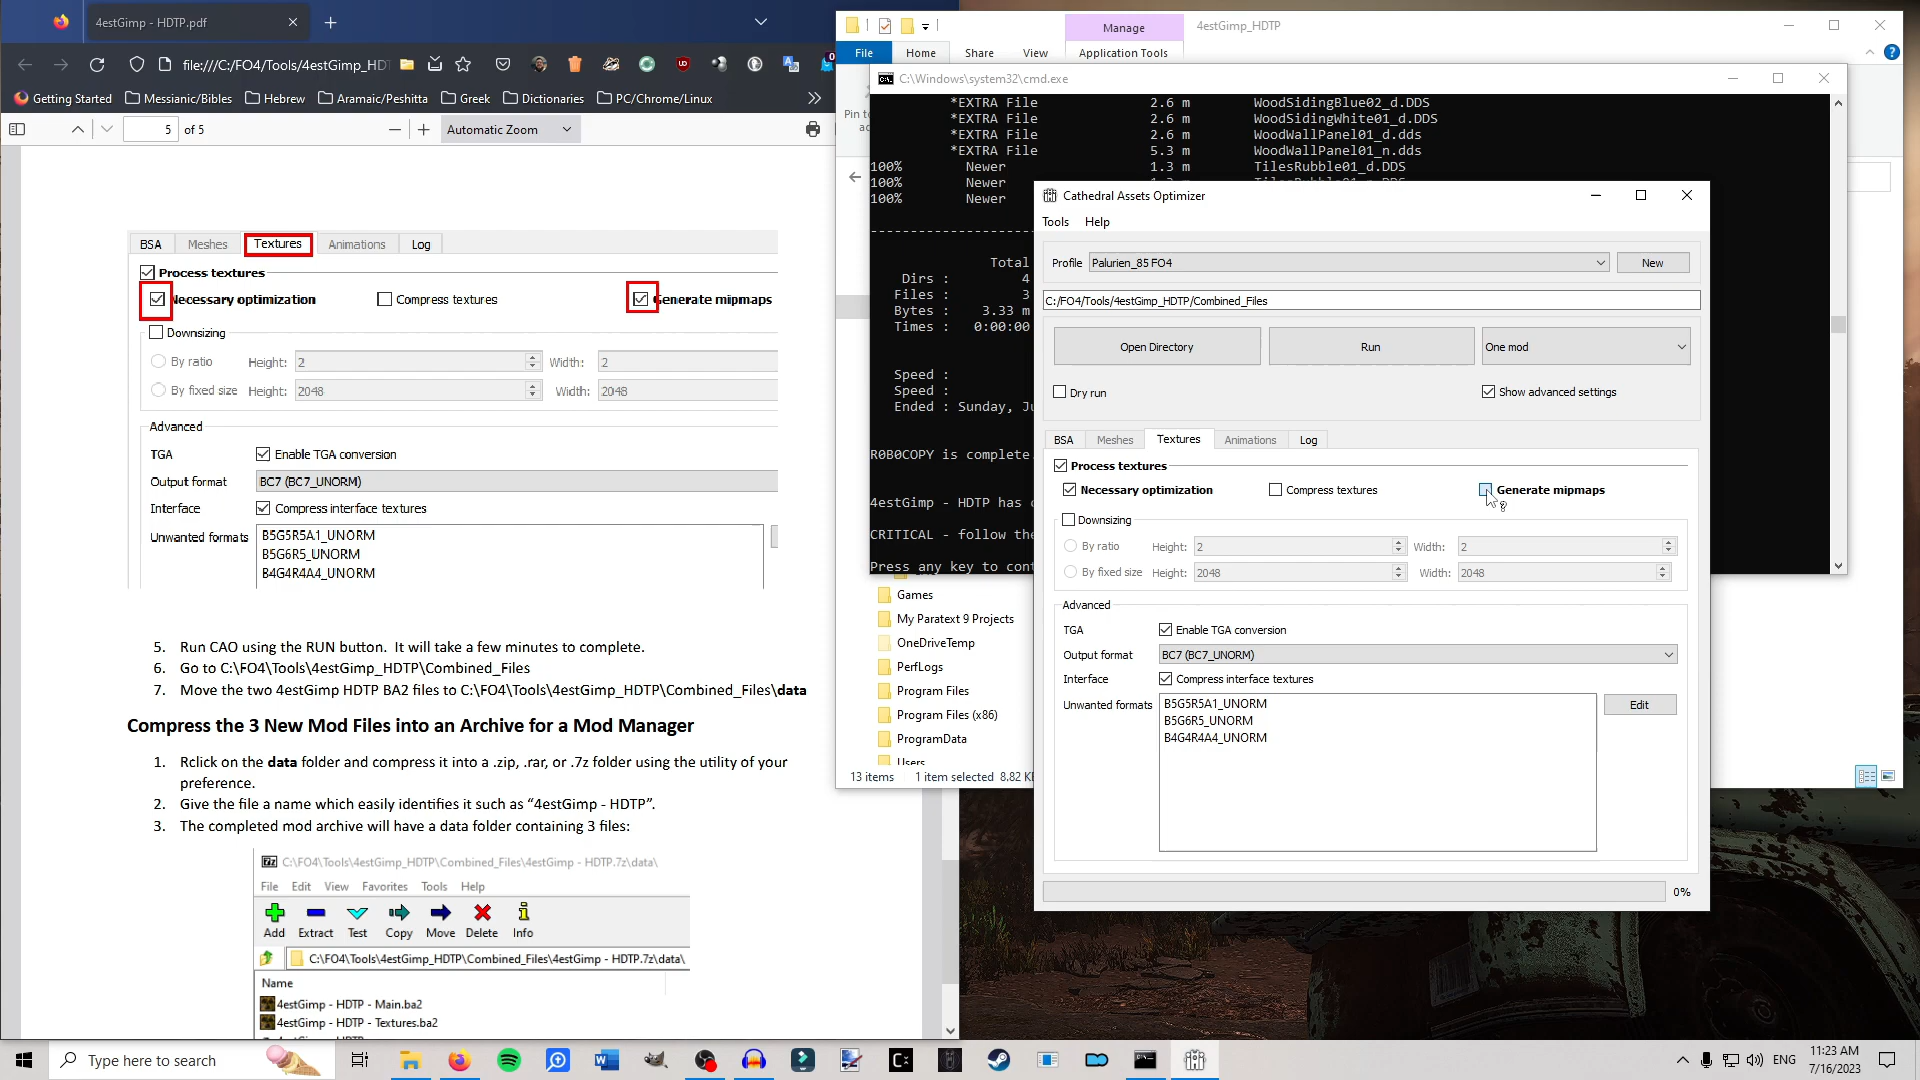 4estGimp - HDTP.pdf
file:///C:/FO4/Tools/4estGimp_HDT
Getting Started
Messianic/Bibles
Hebrew
Aramaic/Peshitta
Greek
Dictionaries
PC/Chrome/Linux
5 of 5
Automatic Zoom
BSA Meshes Textures Animations Log
Process textures
Necessary optimization
Compress textures
Generate mipmaps
Downsizing
By ratio Height: 2 Width: 2
By fixed size Height: 2048 Width: 2048
Advanced
TGA Enable TGA conversion
Output format BC7 (BC7_UNORM)
Interface Compress interface textures
Unwanted formats B5G5R5A1_UNORM
B5G6R5_UNORM
B4G4R4A4_UNORM
5. Run CAO using the RUN button. It will take a few minutes to complete.
6. Go to C:\FO4\Tools\4estGimp_HDTP\Combined_Files
7. Move the two 4estGimp HDTP BA2 files to C:\FO4\Tools\4estGimp_HDTP\Combined_Files\data
Compress the 3 New Mod Files into an Archive for a Mod Manager
1. Rclick on the data folder and compress it into a .zip, .rar, or .7z folder using the utility of your
preference.
2. Give the file a name which easily identifies it such as “4estGimp - HDTP”.
3. The completed mod archive will have a data folder containing 3 files:
C:\FO4\Tools\4estGimp_HDTP\Combined_Files\4estGimp - HDTP.7z\data\
File Edit View Favorites Tools Help
Add Extract Test Copy Move Delete Info
C:\FO4\Tools\4estGimp_HDTP\Combined_Files\4estGimp - HDTP.7z\data\
Name
4estGimp - HDTP - Main.ba2
4estGimp - HDTP - Textures.ba2
Manage
4estGimp_HDTP
File Home Share View Application Tools
Pin to
C:\Windows\system32\cmd.exe
*EXTRA File 2.6 m WoodSidingBlue02_d.DDS
*EXTRA File 2.6 m WoodSidingWhite01_d.DDS
*EXTRA File 2.6 m WoodWallPanel01_d.dds
*EXTRA File 5.3 m WoodWallPanel01_n.dds
100% Newer 1.3 m TilesRubble01_d.DDS
100% Newer
100% Newer
Total
Dirs : 4
Files : 3
Bytes : 3.33 m
Times : 0:00:00
Speed :
Speed :
Ended : Sunday, Ju
R0B0COPY is complete.
4estGimp - HDTP has
CRITICAL - follow the
Press any key to cont
Games
My Paratext 9 Projects
OneDriveTemp
PerfLogs
Program Files
Program Files (x86)
ProgramData
Users
13 items 1 item selected 8.82 K
Cathedral Assets Optimizer
Tools Help
Profile Palurien_85 FO4 New
C:/FO4/Tools/4estGimp_HDTP/Combined_Files
Open Directory Run One mod
Dry run Show advanced settings
BSA Meshes Textures Animations Log
Process textures
Necessary optimization Compress textures Generate mipmaps
Downsizing
By ratio Height: 2 Width: 2
By fixed size Height: 2048 Width: 2048
Advanced
TGA Enable TGA conversion
Output format BC7 (BC7_UNORM)
Interface Compress interface textures
Unwanted formats B5G5R5A1_UNORM Edit
B5G6R5_UNORM
B4G4R4A4_UNORM
0%
Type here to search
ENG
11:23 AM
7/16/2023